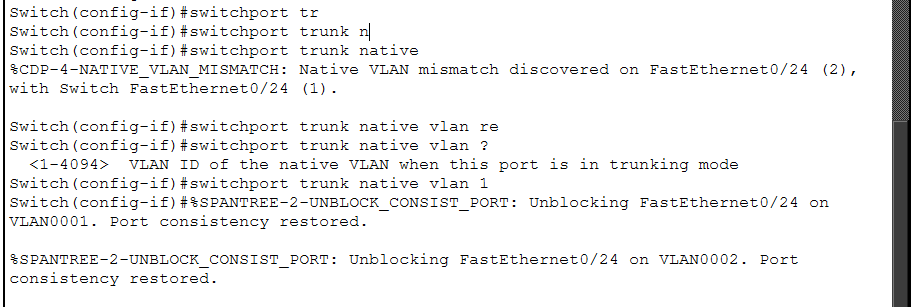 Switch(config-if)#switchport tr
Switch(config-if)#switchport trunk n
Switch(config-if)#switchport trunk native
%CDP-4-NATIVE_VLAN_MISMATCH: Native VLAN mismatch discovered on FastEthernet0/24 (2),
with Switch FastEthernet0/24 (1).
Switch(config-if)#switchport trunk native vlan re
Switch(config-if)#switchport trunk native vlan ?
<1-4094> VLAN ID of the native VLAN when this port is in trunking mode
Switch(config-if)#switchport trunk native vlan 1
Switch(config-if)#%SPANTREE-2-UNBLOCK_CONSIST_PORT: Unblocking FastEthernet0/24 on
VLAN0001. Port consistency restored.
%SPANTREE-2-UNBLOCK_CONSIST_PORT: Unblocking FastEthernet0/24 on VLAN0002. Port
consistency restored.